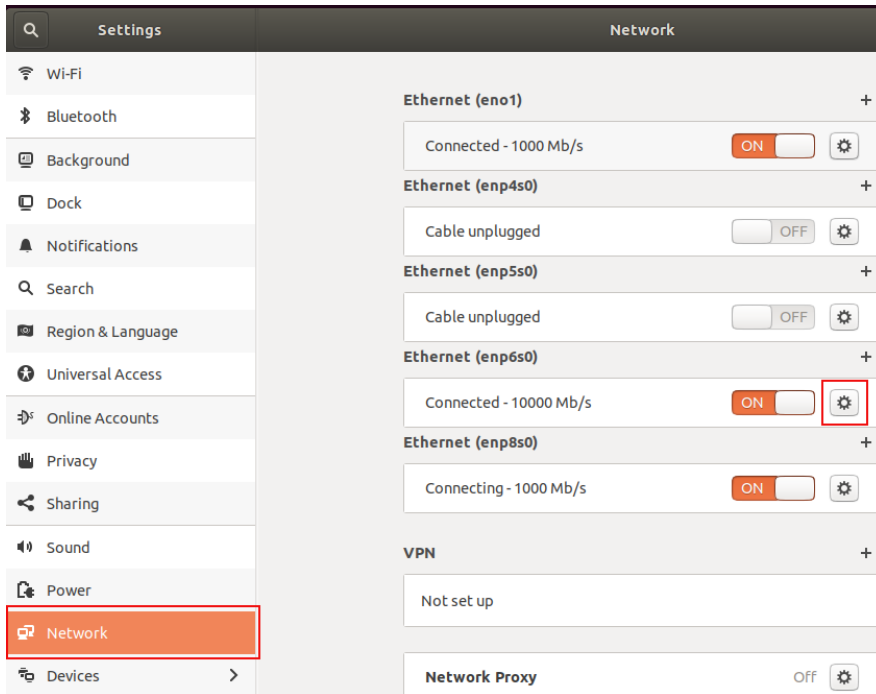 Settings
Network
Wi-Fi
Bluetooth
Background
Dock
Notifications
Search
Region & Language
Universal Access
Online Accounts
Privacy
Sharing
Sound
Power
Network
Devices
Ethernet (eno1)
Connected - 1000 Mb/s
ON
Ethernet (enp4s0)
Cable unplugged
OFF
Ethernet (enp5s0)
Cable unplugged
OFF
Ethernet (enp6s0)
Connected - 10000 Mb/s
ON
Ethernet (enp8s0)
Connecting - 1000 Mb/s
ON
VPN
Not set up
Network Proxy
Off